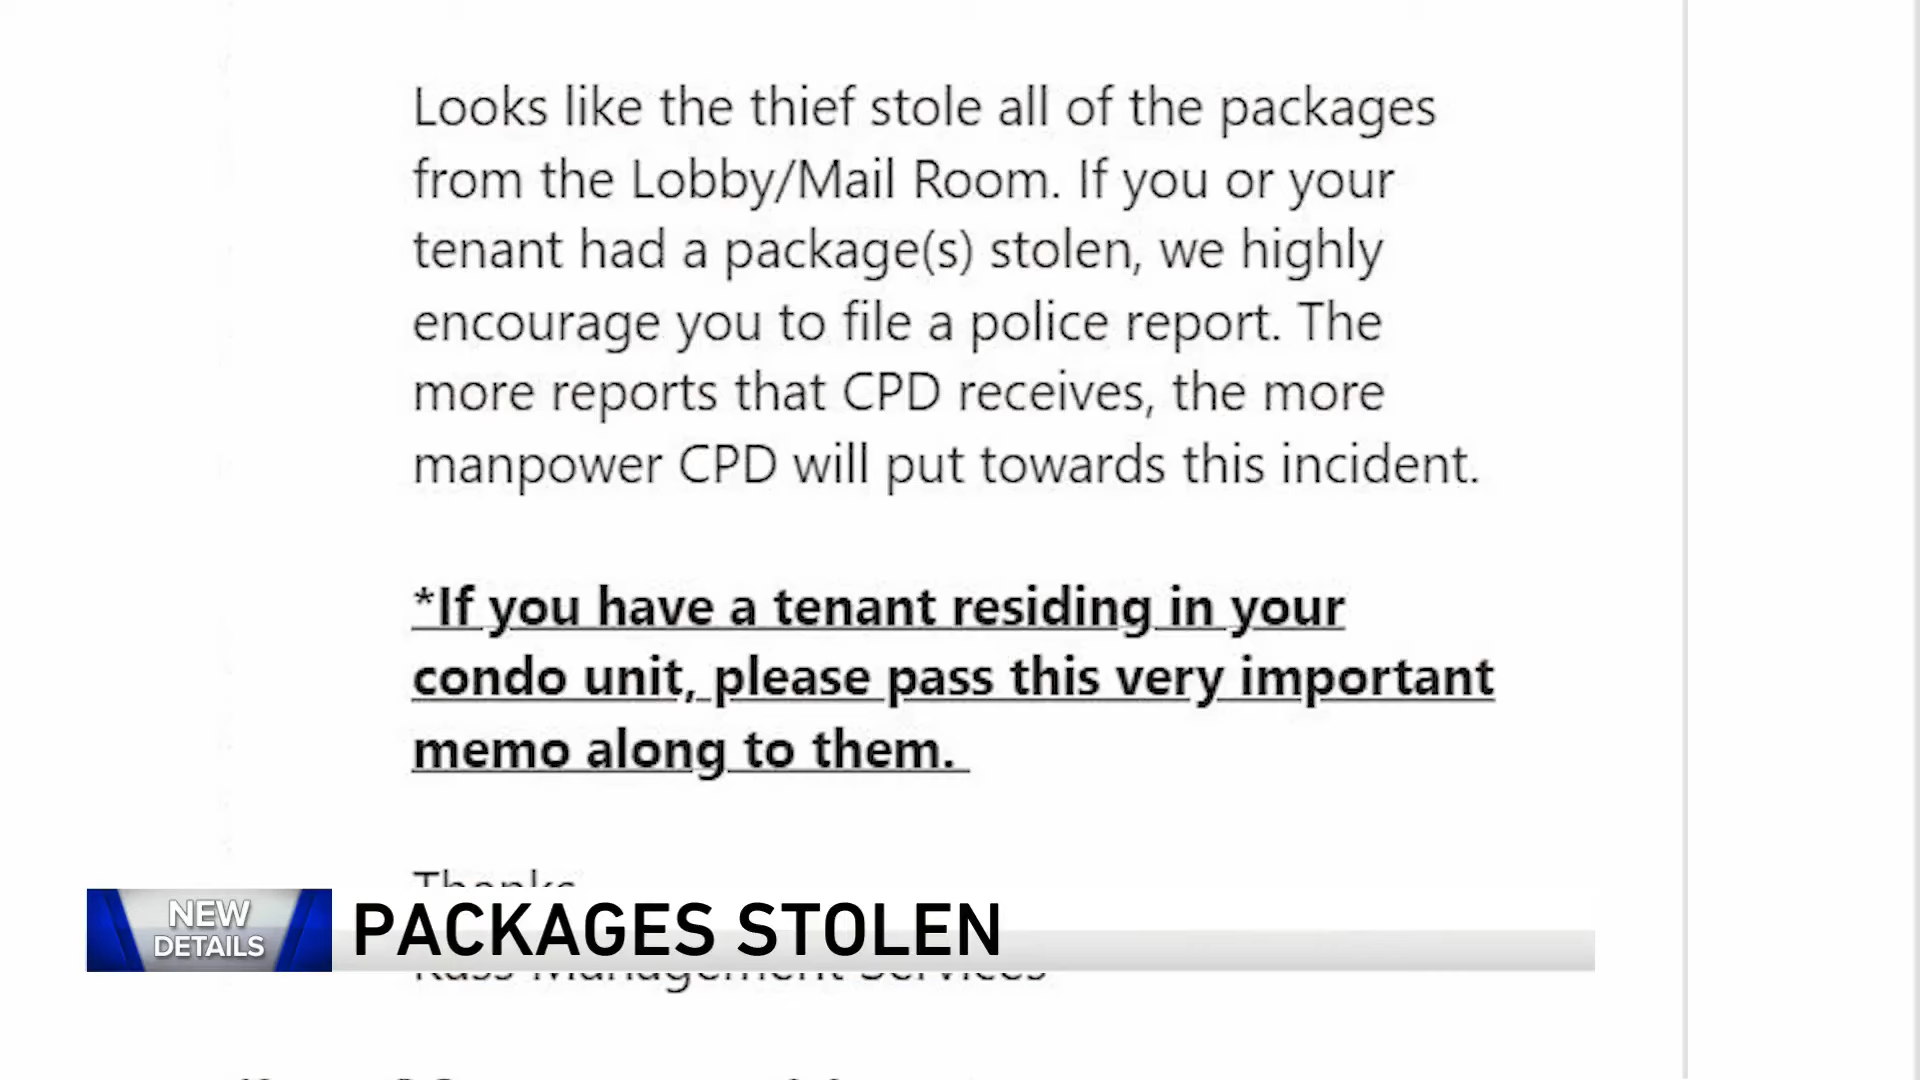 Looks like the thief stole all of the packages
from the Lobby/Mail Room. If you or your
tenant had a package(s) stolen, we highly
encourage you to file a police report. The
more reports that CPD receives, the more
manpower CPD will put towards this incident.
*If you have a tenant residing in your
condo unit, please pass this very important
memo along to them.
Thanks
NEW
DETAILS
PACKAGES STOLEN
Management Services